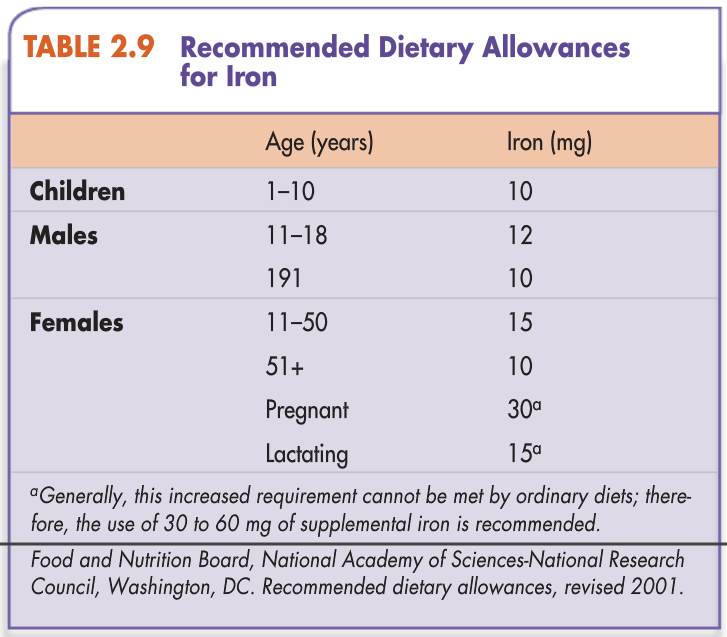 TABLE 2.9 Recommended Dietary Allowances
for Iron
Age (years) Iron (mg)
Children 1–10 10
Males 11–18 12
191 10
Females 11–50 15
51+ 10
Pregnant 30ᵃ
Lactating 15ᵃ
ᵃGenerally, this increased requirement cannot be met by ordinary diets; there-
fore, the use of 30 to 60 mg of supplemental iron is recommended.
Food and Nutrition Board, National Academy of Sciences-National Research
Council, Washington, DC. Recommended dietary allowances, revised 2001.